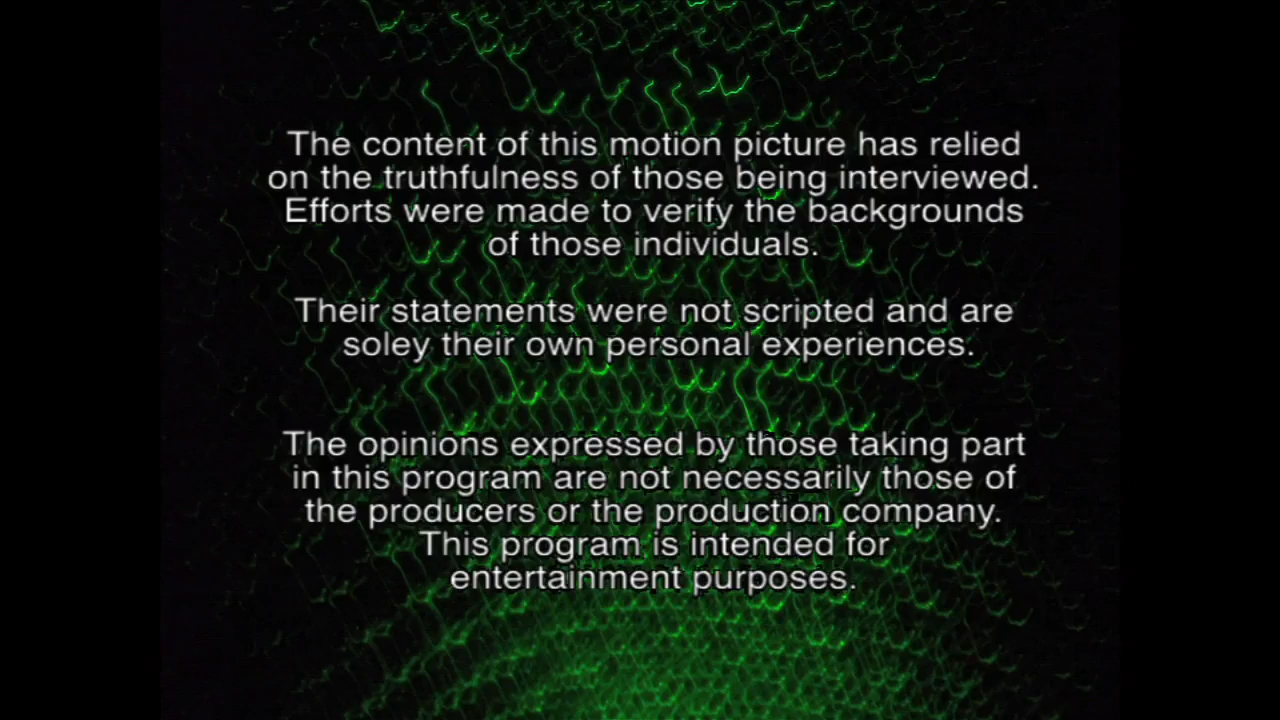 The content of this motion picture has relied
on the truthfulness of those being interviewed.
Efforts were made to verify the backgrounds
of those individuals.
Their statements were not scripted and are
soley their own personal experiences.
The opinions expressed by those taking part
in this program are not necessarily those of
the producers or the production company.
This program is intended for
entertainment purposes.